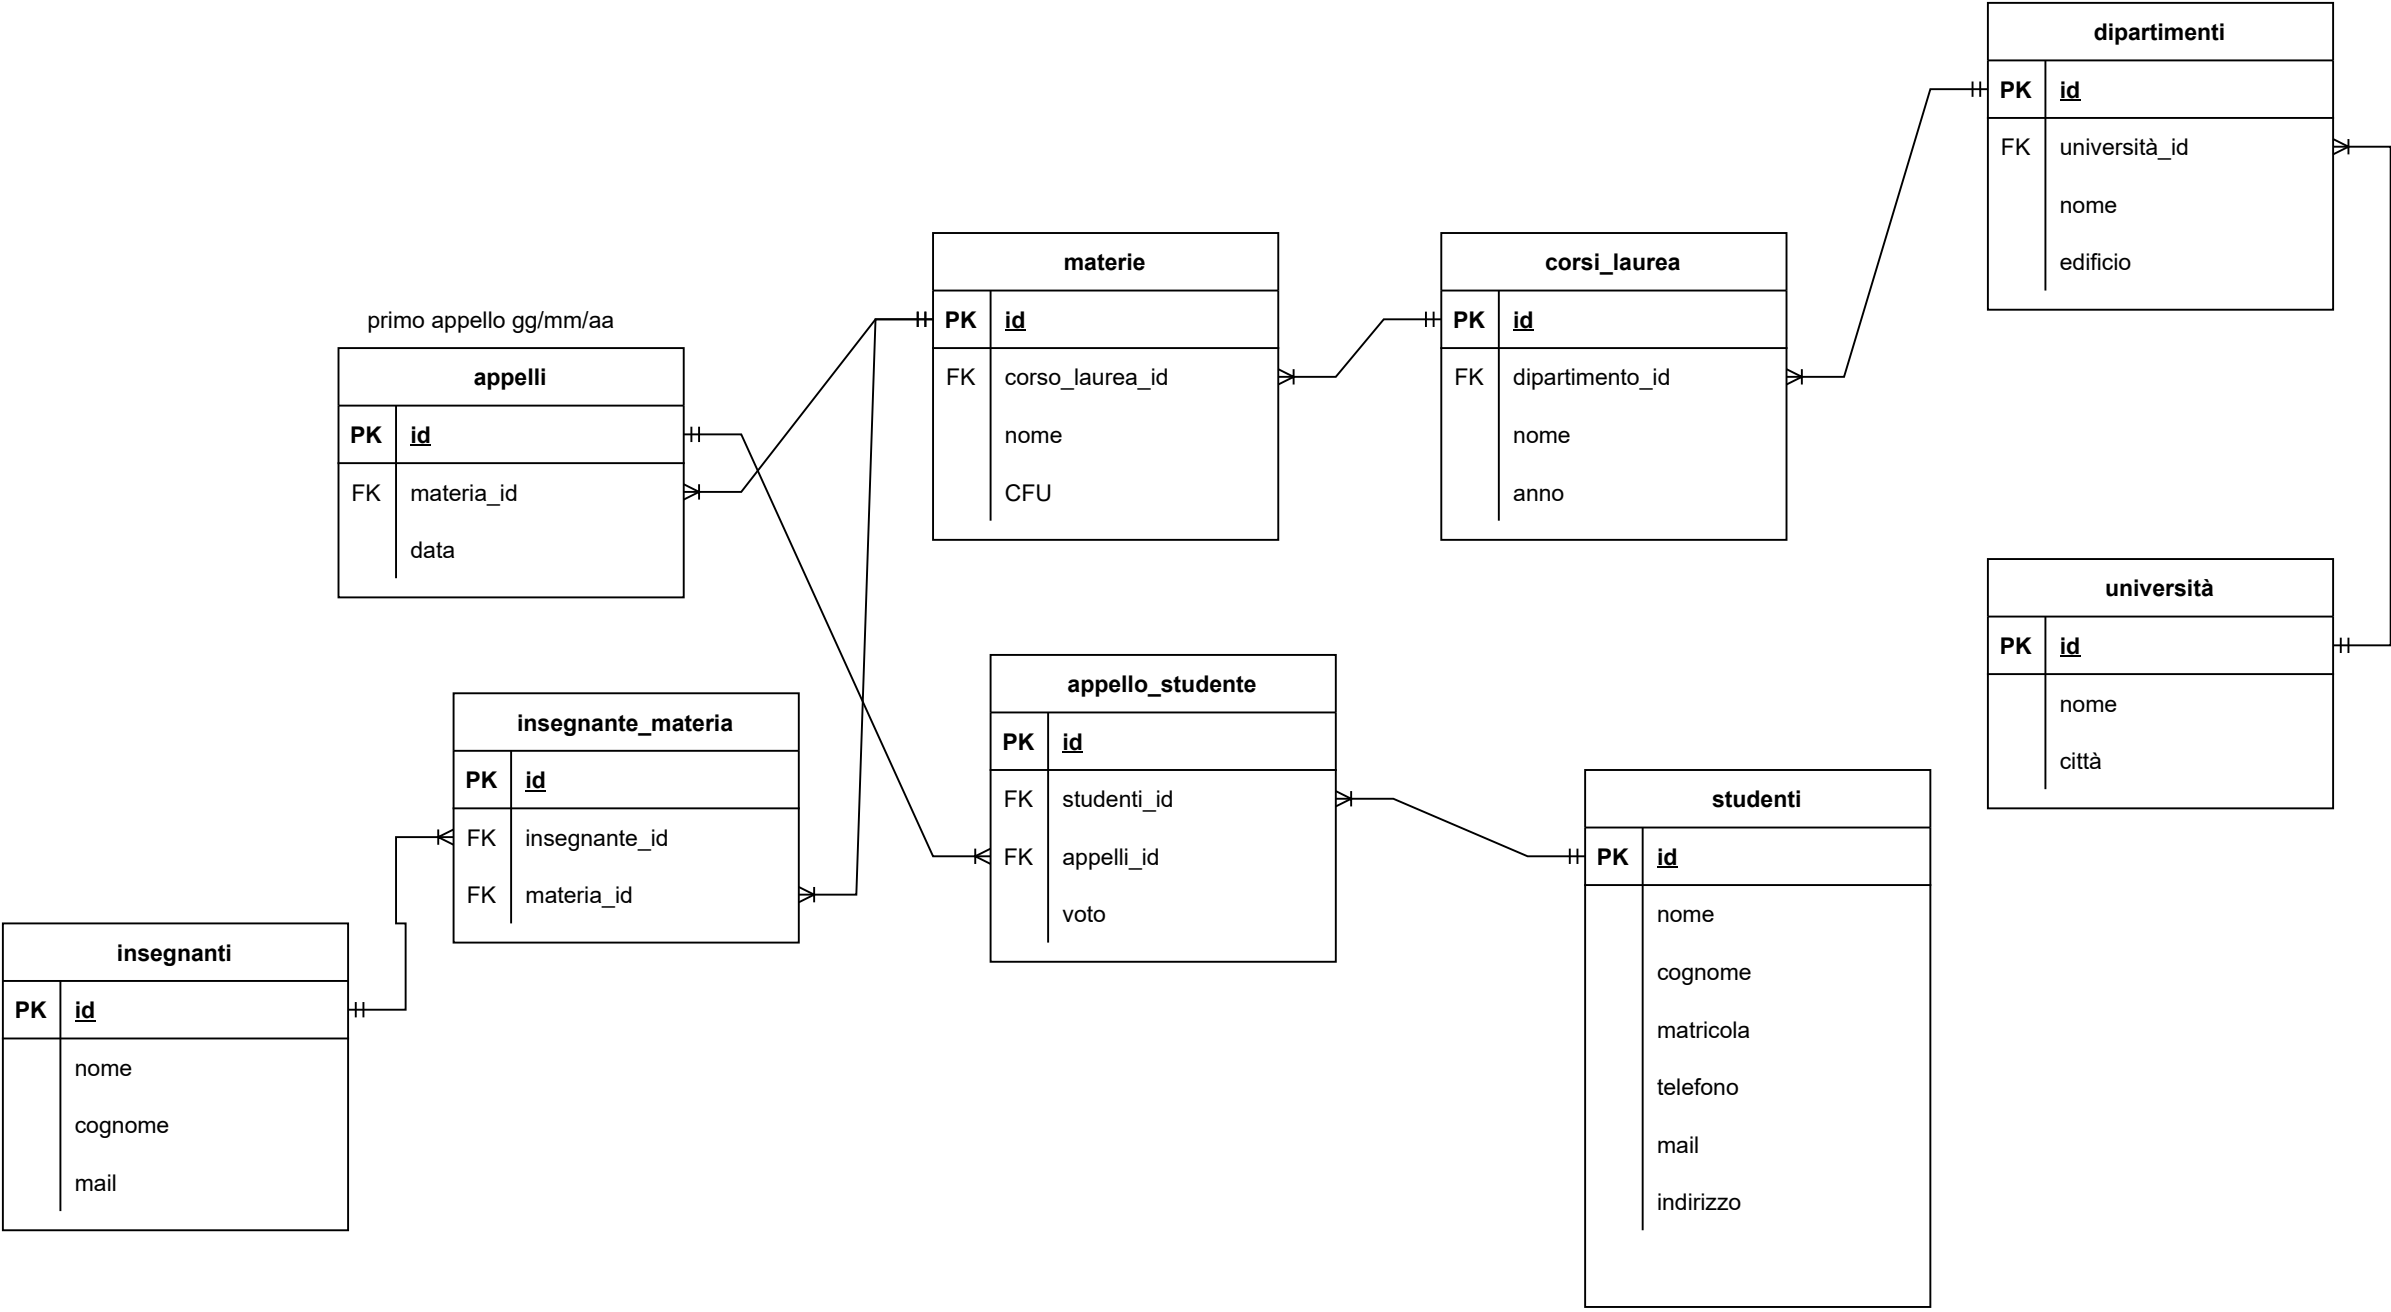 dipartimenti
PK id
FK università_id
nome
edificio
materie
PK id
FK corso_laurea_id
nome
CFU
corsi_laurea
PK id
FK dipartimento_id
nome
anno
primo appello gg/mm/aa
appelli
PK id
FK materia_id
data
università
PK id
nome
città
appello_studente
PK id
FK studenti_id
FK appelli_id
voto
insegnante_materia
PK id
FK insegnante_id
FK materia_id
studenti
PK id
nome
cognome
matricola
telefono
mail
indirizzo
insegnanti
PK id
nome
cognome
mail